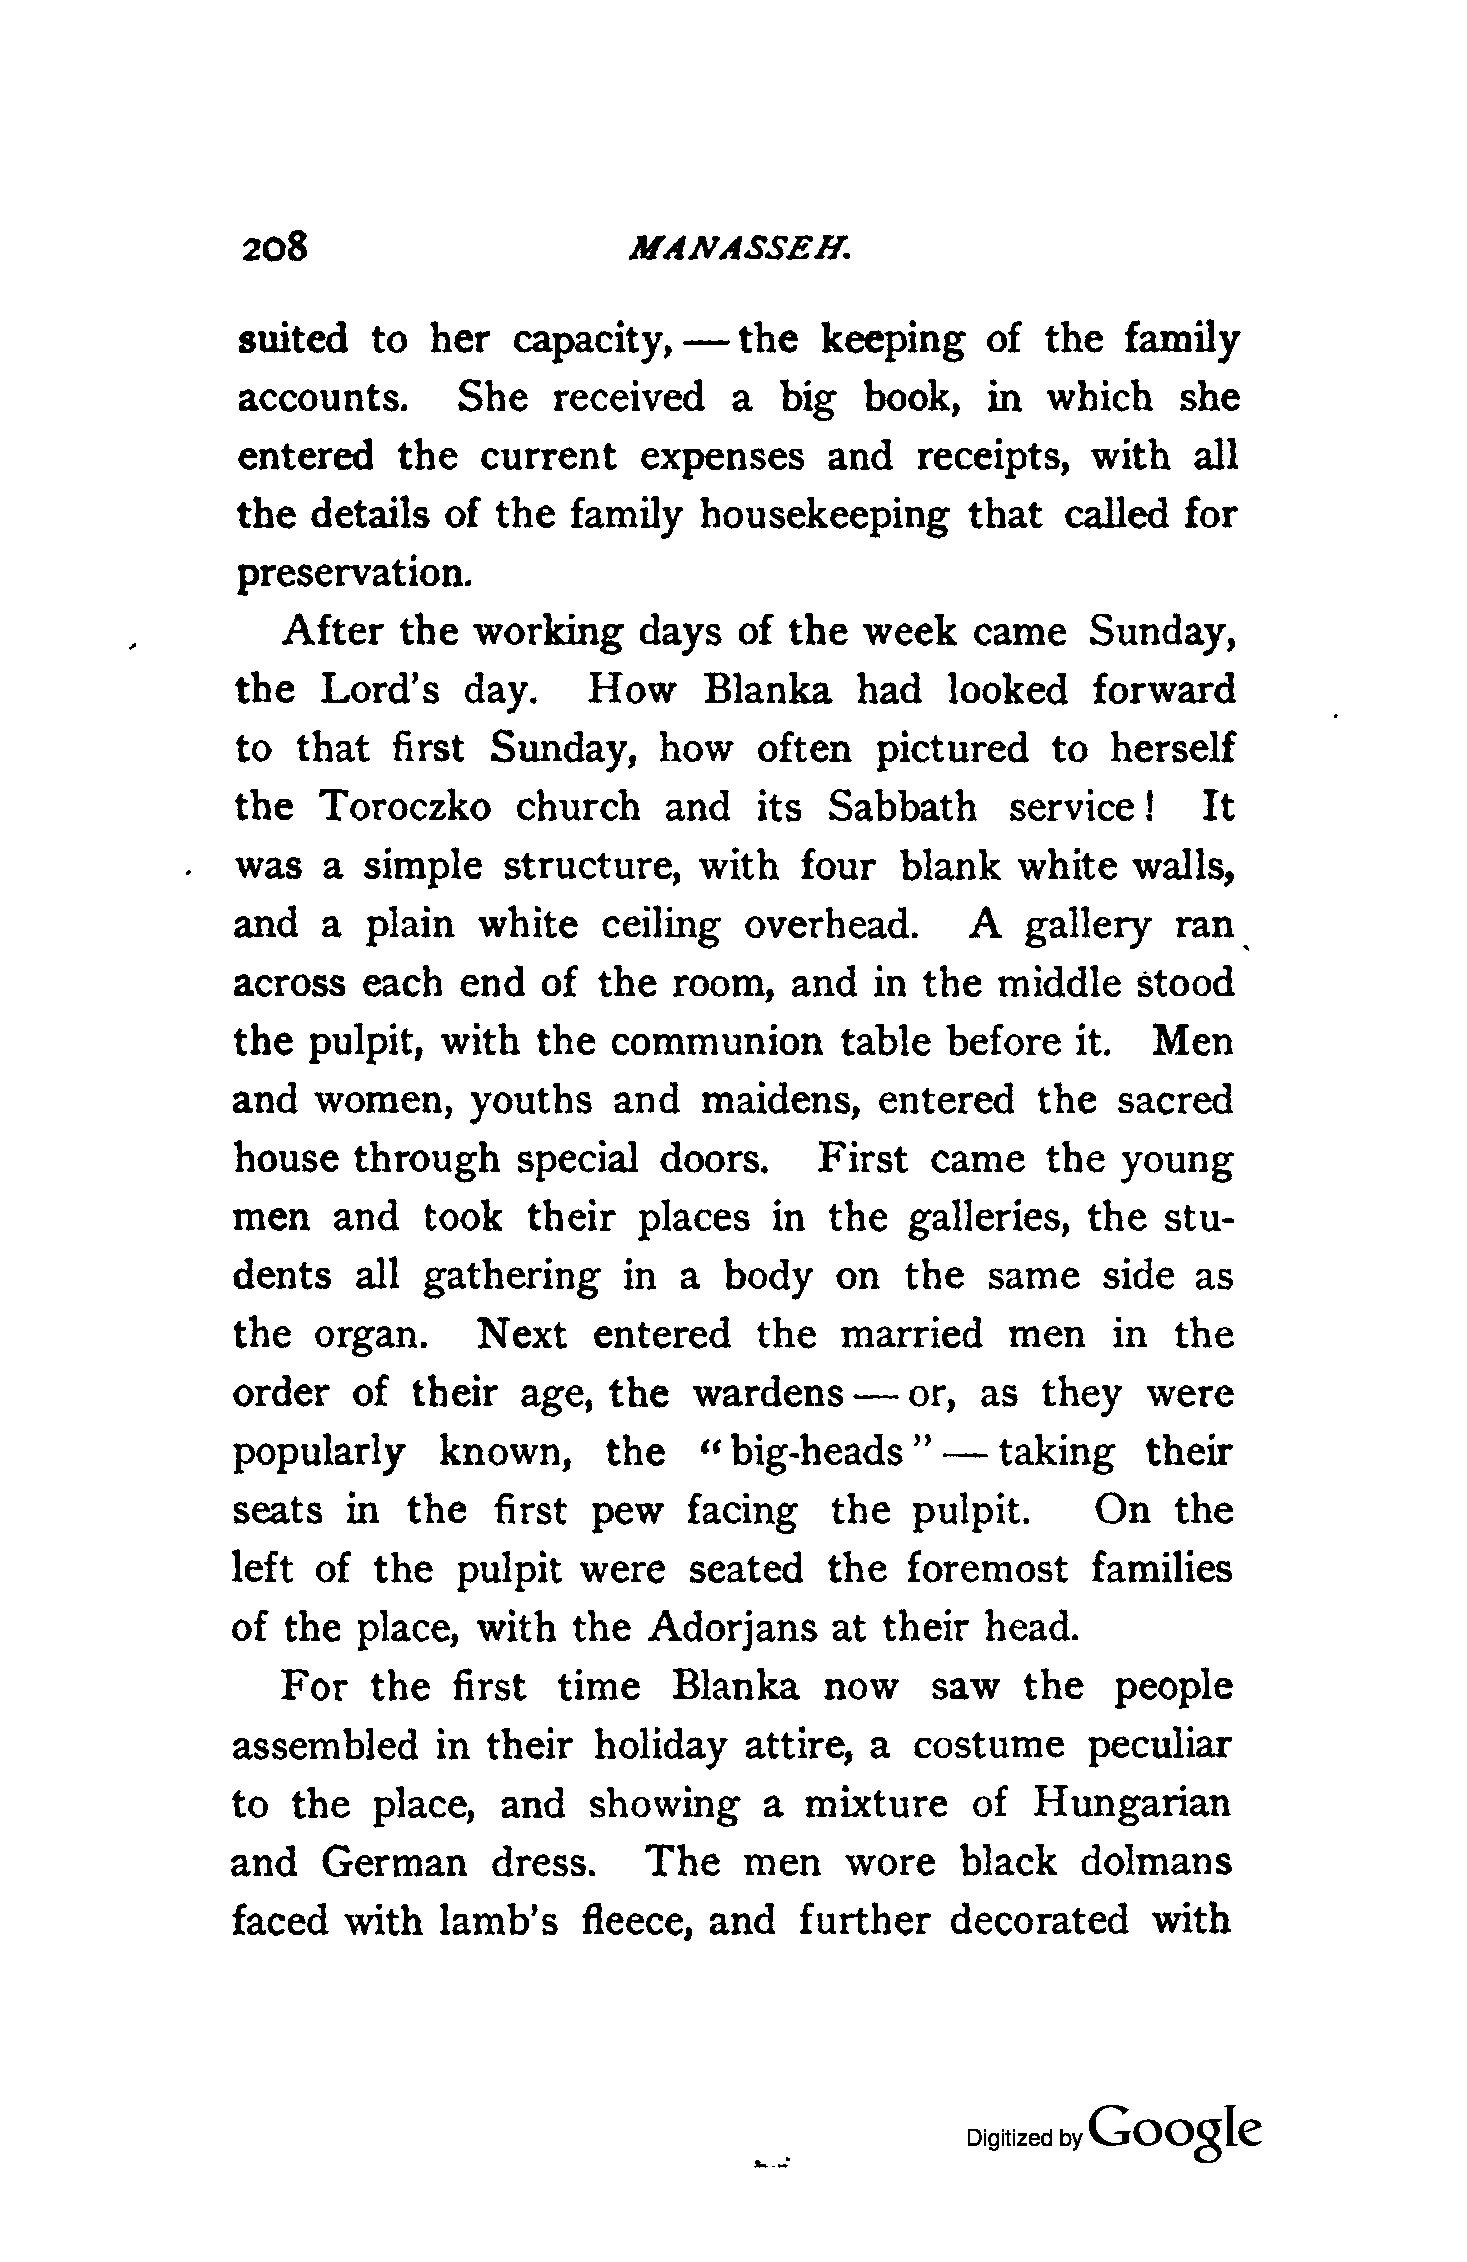 208 MANASSEH.
suited to her capacity, — the keeping of the family
accounts. She received a big book, in which she
entered the current expenses and receipts, with all
the details of the family housekeeping that called for
preservation.
After the working days of the week came Sunday,
the Lord's day. How Blanka had looked forward
to that first Sunday, how often pictured to herself
the Toroczko church and its Sabbath service! It
was a simple structure, with four blank white walls,
and a plain white ceiling overhead. A gallery ran
across each end of the room, and in the middle stood
the pulpit, with the communion table before it. Men
and women, youths and maidens, entered the sacred
house through special doors. First came the young
men and took their places in the galleries, the stu-
dents all gathering in a body on the same side as
the organ. Next entered the married men in the
order of their age, the wardens — or, as they were
popularly known, the "big-heads" — taking their
seats in the first pew facing the pulpit. On the
left of the pulpit were seated the foremost families
of the place, with the Adorjans at their head.
For the first time Blanka now saw the people
assembled in their holiday attire, a costume peculiar
to the place, and showing a mixture of Hungarian
and German dress. The men wore black dolmans
faced with lamb's fleece, and further decorated with
Digitized by Google